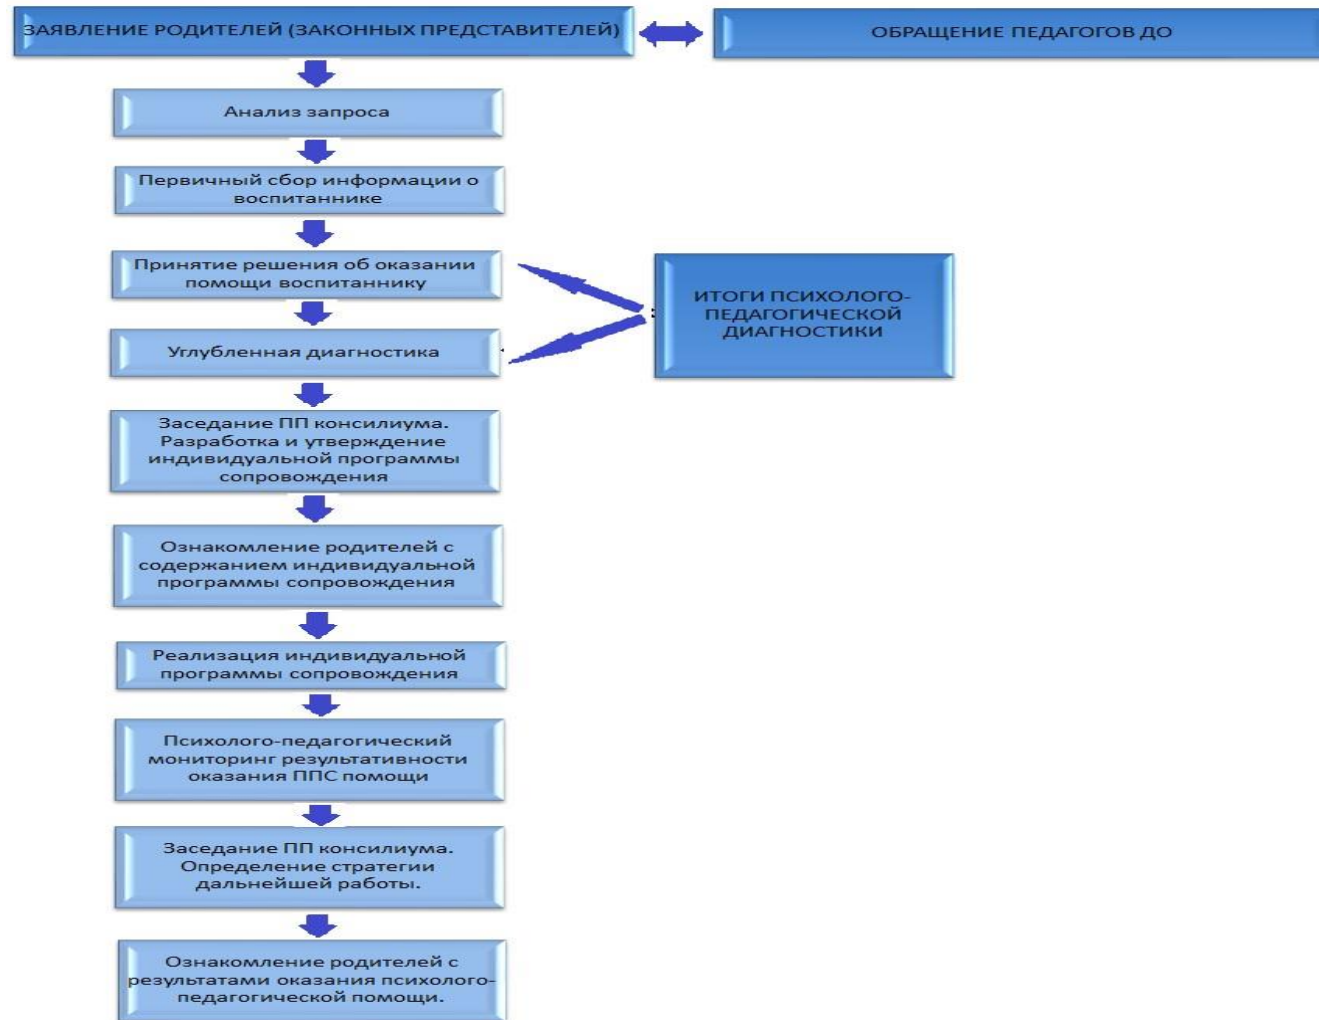 ЗАЯВЛЕНИЕ РОДИТЕЛЕЙ (ЗАКОННЫХ ПРЕДСТАВИТЕЛЕЙ)
ОБРАЩЕНИЕ ПЕДАГОГОВ ДО
Анализ запроса
Первичный сбор информации о
воспитаннике
Принятие решения об оказании
помощи воспитаннику
ИТОГИ ПСИХОЛОГО-
ПЕДАГОГИЧЕСКОЙ
ДИАГНОСТИКИ
Углубленная диагностика
Заседание ПП консилиума.
Разработка и утверждение
индивидуальной программы
сопровождения
Ознакомление родителей с
содержанием индивидуальной
программы сопровождения
Реализация индивидуальной
программы сопровождения
Психолого-педагогический
мониторинг результативности
оказания ППС помощи
Заседание ПП консилиума.
Определение стратегии
дальнейшей работы.
Ознакомление родителей с
результатами оказания психолого-
педагогической помощи.